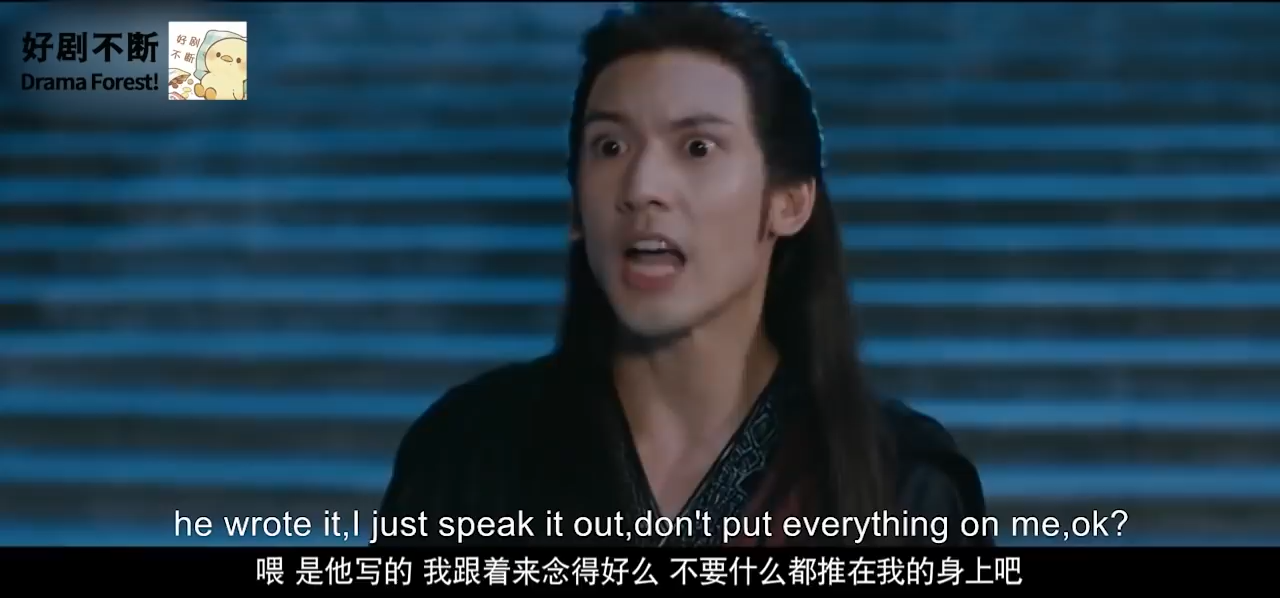 好剧不断
Drama Forest!
好剧
不断
he wrote it,I just speak it out,don't put everything on me,ok?
喂 是他写的 我跟着来念得好么 不要什么都推在我的身上吧